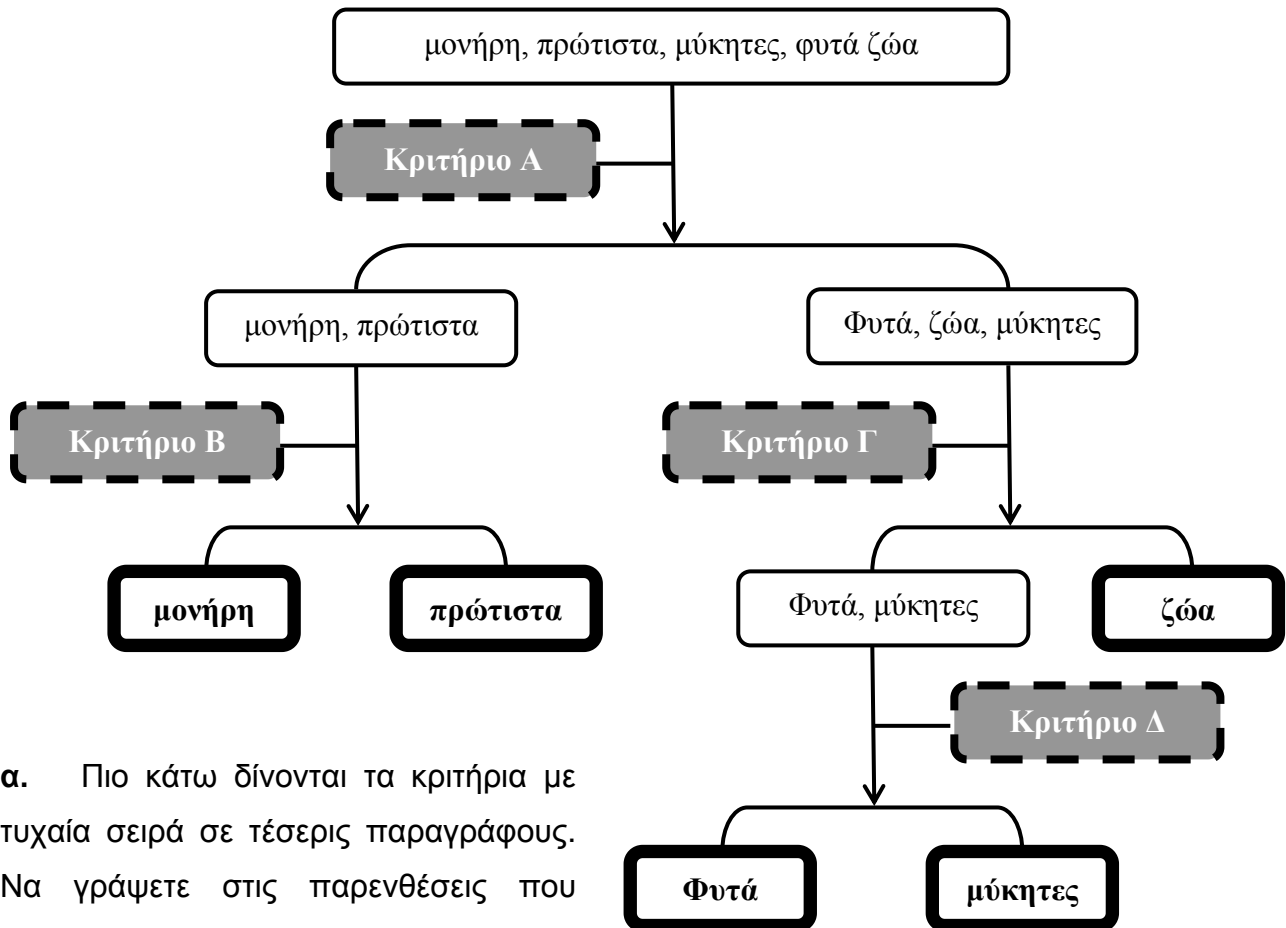 μονήρη, πρώτιστα, μύκητες, φυτά ζώα
Κριτήριο Α
μονήρη, πρώτιστα
Φυτά, ζώα, μύκητες
Κριτήριο Β
Κριτήριο Γ
μονήρη
πρώτιστα
Φυτά, μύκητες
ζώα
Κριτήριο Δ
α. Πιο κάτω δίνονται τα κριτήρια με
τυχαία σειρά σε τέσερις παραγράφους.
Να γράψετε στις παρενθέσεις που
Φυτά
μύκητες